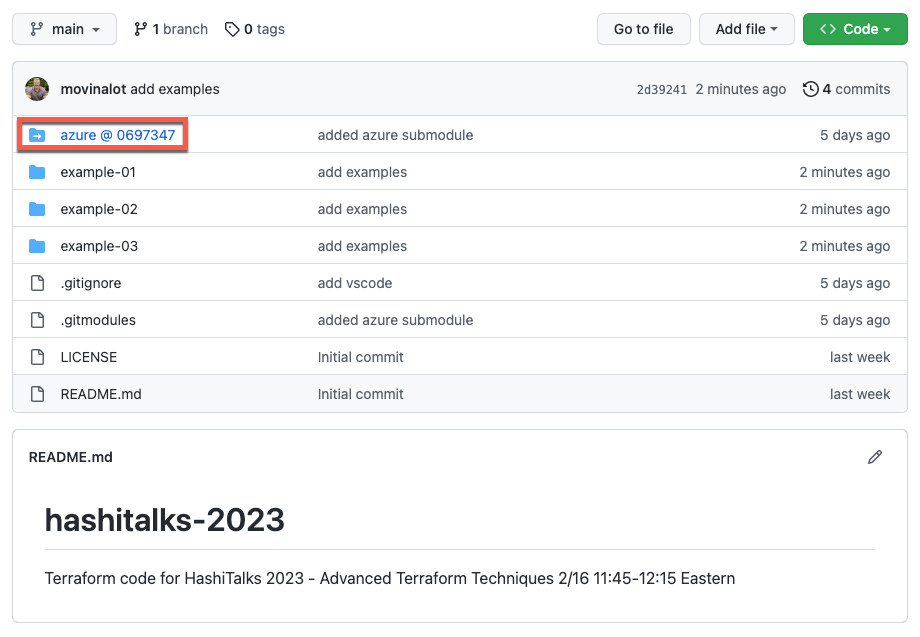 main 1 branch 0 tags Go to file Add file Code
movinalot add examples 2d39241 2 minutes ago 4 commits
azure @ 0697347 added azure submodule 5 days ago
example-01 add examples 2 minutes ago
example-02 add examples 2 minutes ago
example-03 add examples 2 minutes ago
.gitignore add vscode 5 days ago
.gitmodules added azure submodule 5 days ago
LICENSE Initial commit last week
README.md Initial commit last week
README.md
hashitalks-2023
Terraform code for HashiTalks 2023 - Advanced Terraform Techniques 2/16 11:45-12:15 Eastern